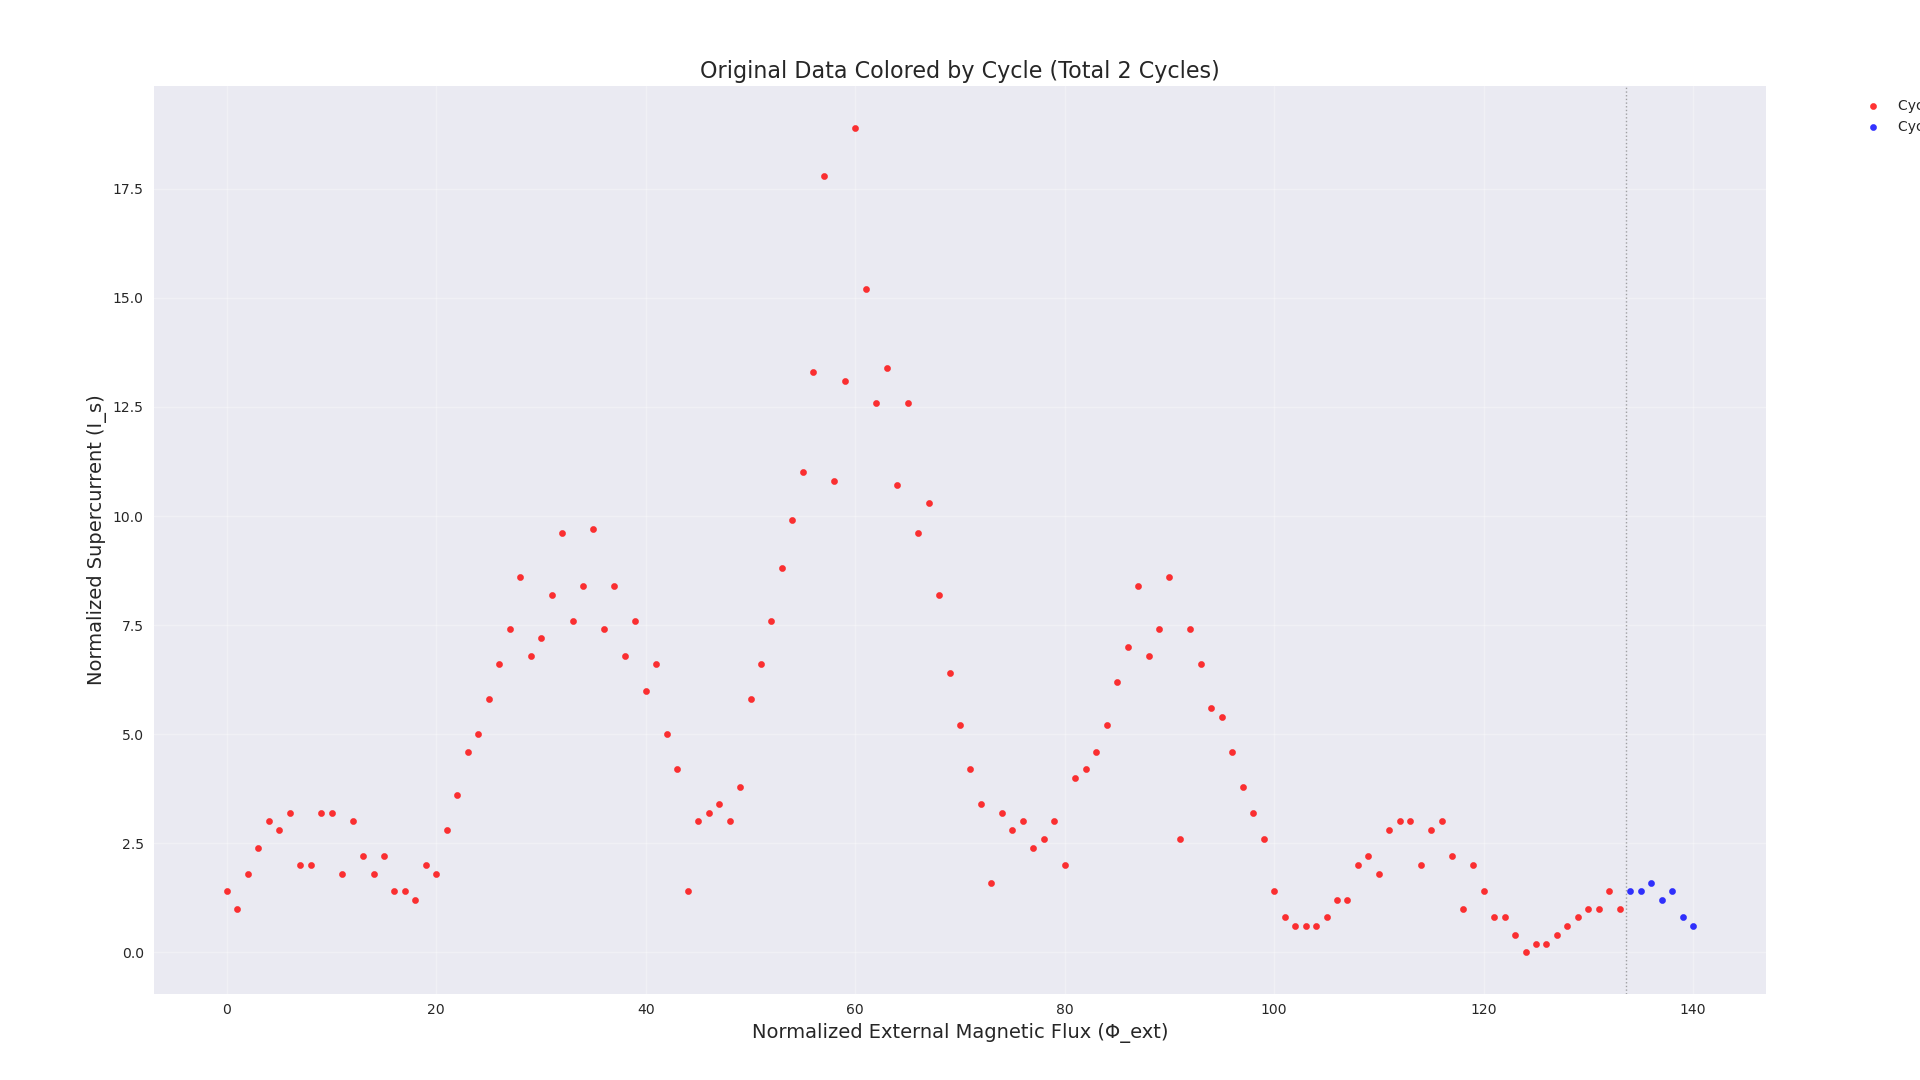 Original Data Colored by Cycle (Total 2 Cycles)
Cyc
Cyc
17.5
15.0
12.5
10.0
7.5
5.0
2.5
0.0
Normalized Supercurrent (I_s)
0 20 40 60 80 100 120 140
Normalized External Magnetic Flux (Φ_ext)